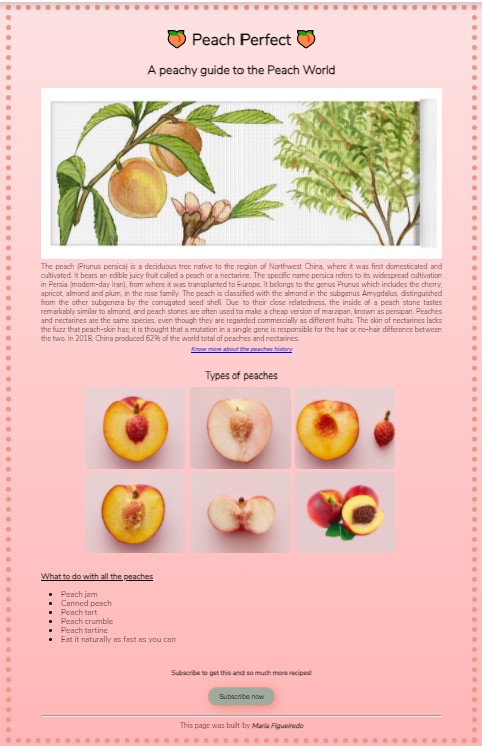 Peach Perfect
A peachy guide to the Peach World
The peach (Prunus persica) is a deciduous tree native to the region of Northwest China, where it was first domesticated and
cultivated. It bears an edible juicy fruit called a peach or a nectarine. The specific name persica refers to its widespread cultivation
in Persia (modern-day Iran), from where it was transplanted to Europe. It belongs to the genus Prunus which includes the cherry,
apricot, almond and plum, in the rose family. The peach is classified with the almond in the subgenus Amygdalus, distinguished
from the other subgenera by the corrugated seed shell. Due to their close relatedness, the inside of a peach stone tastes
remarkably similar to almond, and peach stones are often used to make a cheap version of marzipan, known as persipan. Peaches
and nectarines are the same species, even though they are regarded commercially as different fruits. The skin of nectarines lacks
the fuzz that peach-skin has; it is thought that a mutation in a single gene is responsible for the hair or no-hair difference between
the two. In 2018, China produced 62% of the world total of peaches and nectarines.
Know more about the peaches history
Types of peaches
What to do with all the peaches
Peach jam
Canned peach
Peach tart
Peach crumble
Peach tartine
Eat it naturally as fast as you can
Subscribe to get this and so much more recipes!
Subscribe now
This page was built by Maria Figueiredo